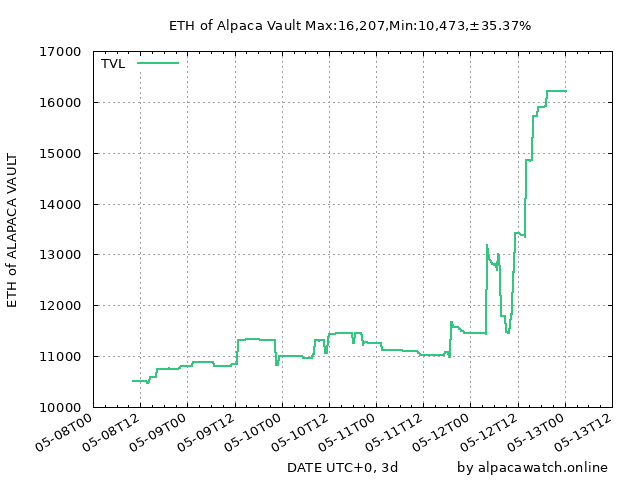 ETH of Alpaca Vault Max:16,207,Min:10,473,±35.37%
17000
TVL
16000
15000
14000
13000
12000
11000
10000
ETH of ALAPACA VAULT
05-08T00
05-08T12
05-09T00
05-09T12
05-10T00
05-10T12
05-11T00
05-11T12
05-12T00
05-12T12
05-13T00
05-13T12
DATE UTC+0, 3d
by alpacawatch.online